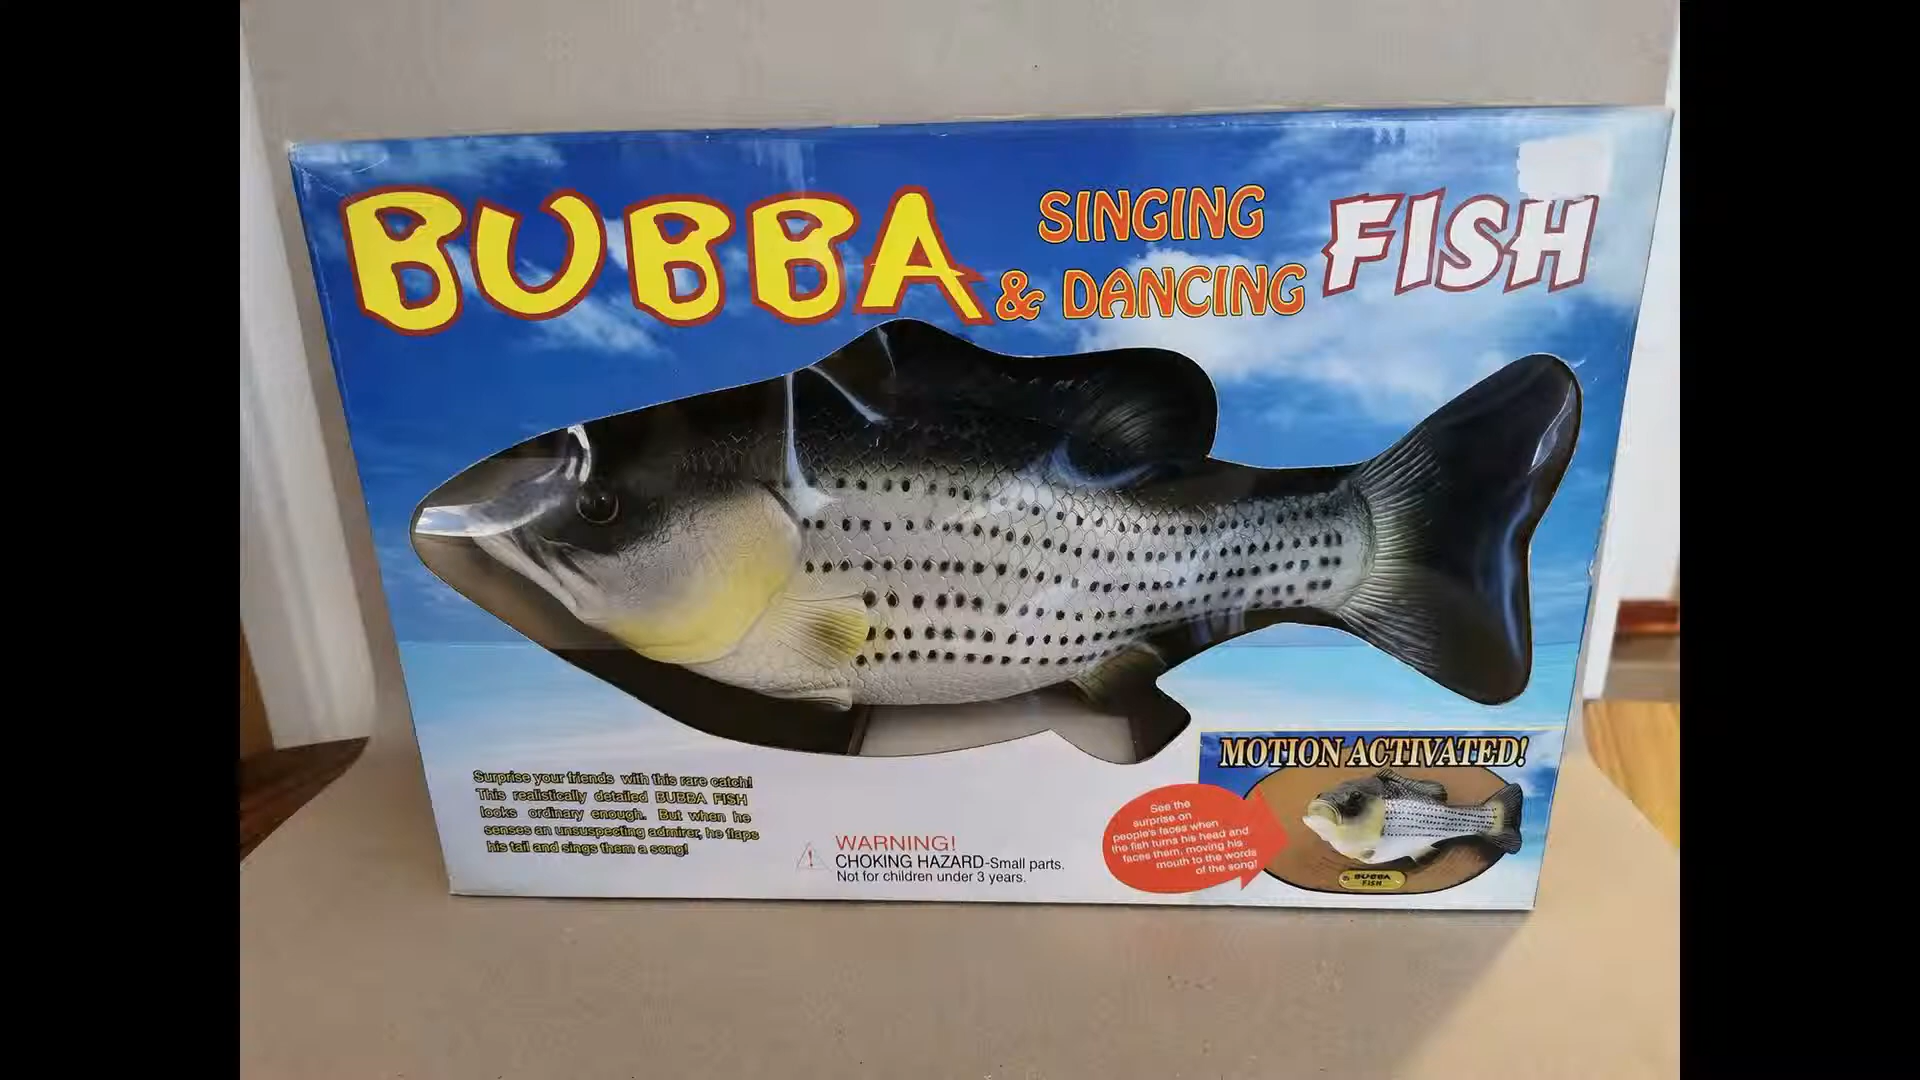 BUBBA
SINGING
& DANCING
FISH
Surprise your friends with this rare catch!
This realistically detailed BUBBA FISH
looks ordinary enough. But when he
senses an unsuspecting admirer, he flaps
his tail and sings them a song!
WARNING!
CHOKING HAZARD-Small parts.
Not for children under 3 years.
MOTION ACTIVATED!
See the
surprise on
people's faces when
the fish turns his head and
faces them, moving his
mouth to the words
of the song!
BUBBA
FISH